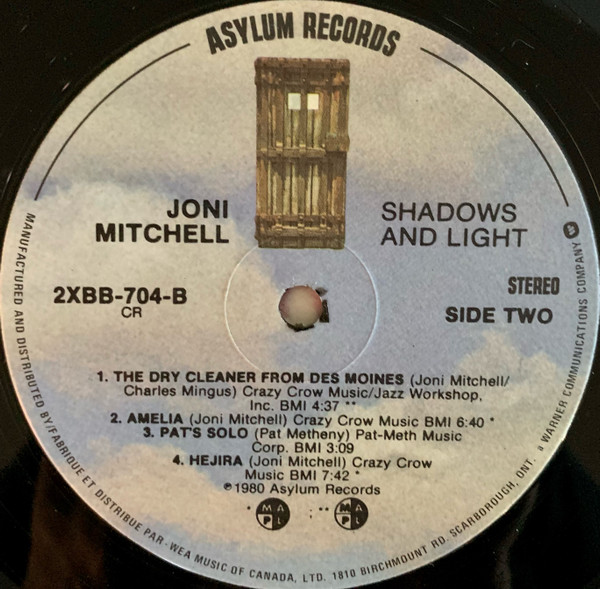 ASYLUM RECORDS
JONI
MITCHELL
SHADOWS
AND LIGHT
2XBB-704-B
CR
STEREO
SIDE TWO
1. THE DRY CLEANER FROM DES MOINES (Joni Mitchell/
Charles Mingus) Crazy Crow Music/Jazz Workshop,
Inc. BMI 4:37 **
2. AMELIA (Joni Mitchell) Crazy Crow Music BMI 6:40 *
3. PAT'S SOLO (Pat Metheny) Pat-Meth Music
Corp. BMI 3:09
4. HEJIRA (Joni Mitchell) Crazy Crow
Music BMI 7:42 *
℗1980 Asylum Records
* MAPL ; ** MAPL
MANUFACTURED AND DISTRIBUTED BY/FABRIQUE ET DISTRIBUE PAR-WEA MUSIC OF CANADA, LTD. 1810 BIRCHMOUNT RD. SCARBOROUGH, ONT. a WARNER COMMUNICATIONS COMPANY